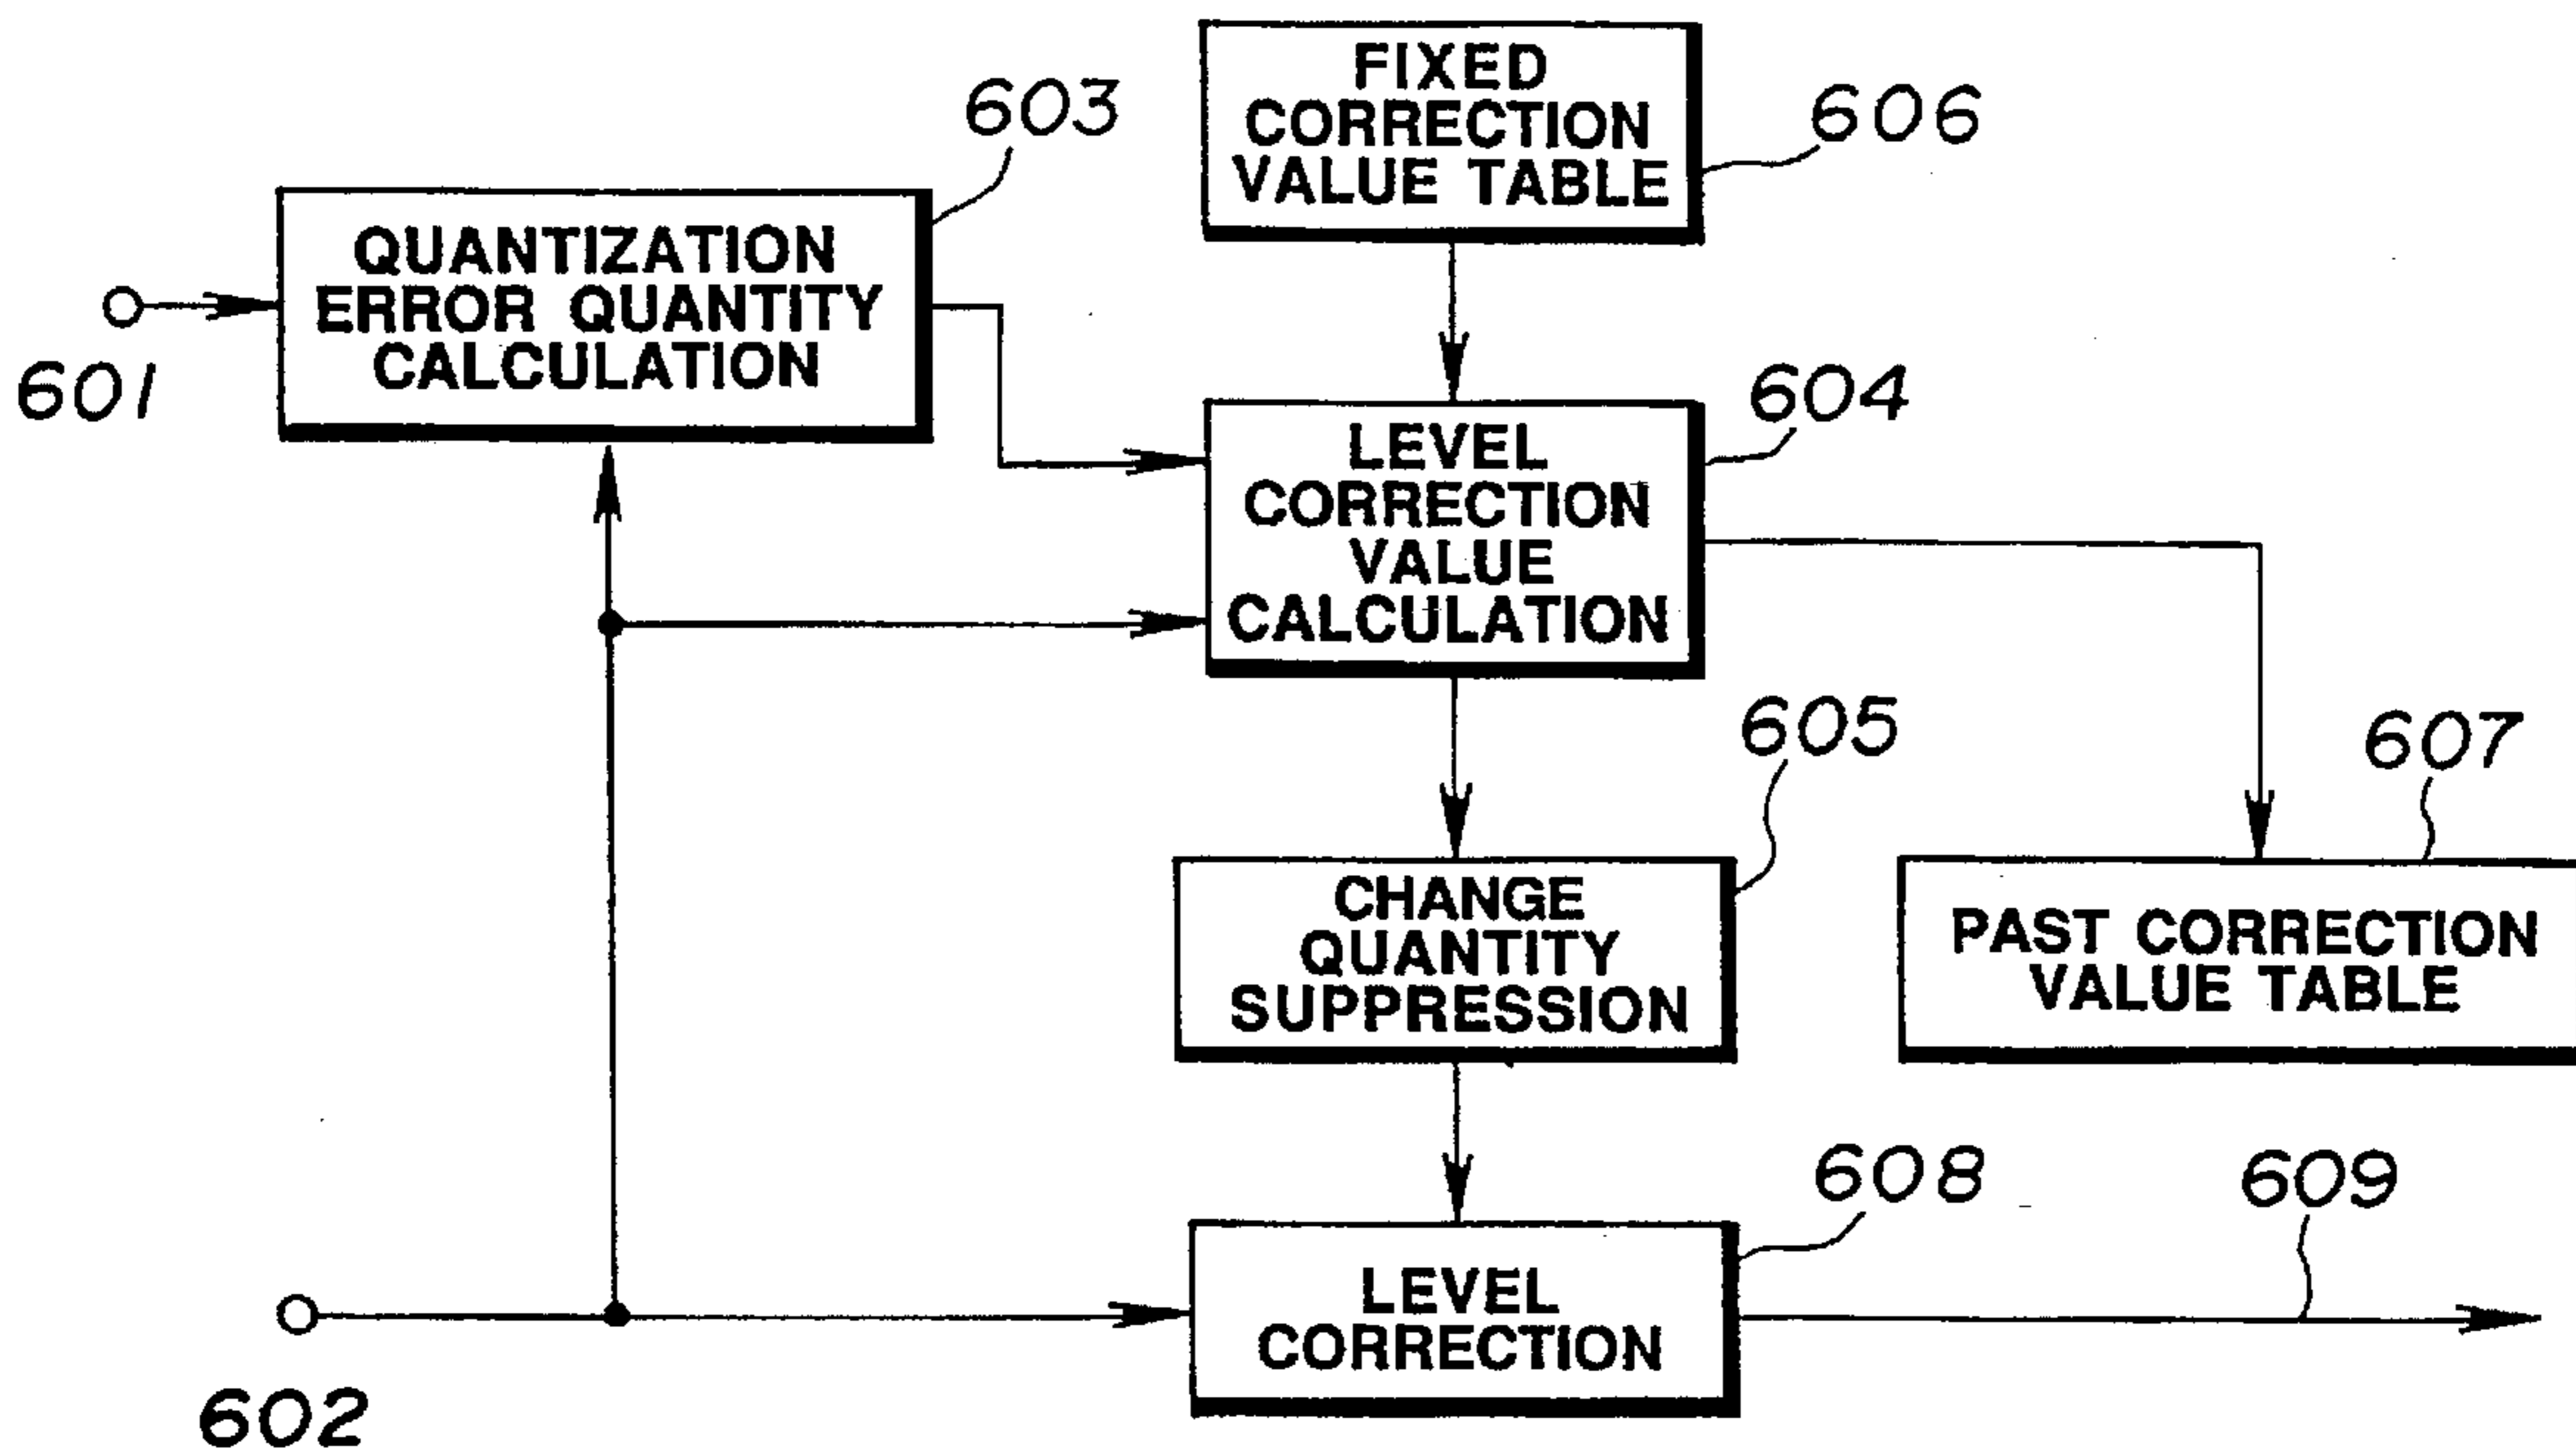 FIXED
CORRECTION
VALUE TABLE
606
603
QUANTIZATION
ERROR QUANTITY
CALCULATION
601
604
LEVEL
CORRECTION
VALUE
CALCULATION
605
607
CHANGE
QUANTITY
SUPPRESSION
PAST CORRECTION
VALUE TABLE
608
609
LEVEL
CORRECTION
602